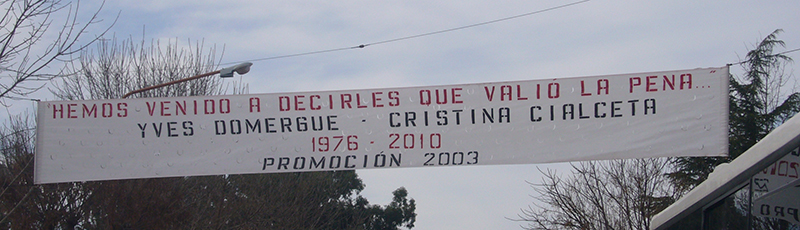 "HEMOS VENIDO A DECIRLES QUE VALIÓ LA PENA..."
YVES DOMERGUE - CRISTINA CIALCETA
1976 - 2010
PROMOCIÓN 2003